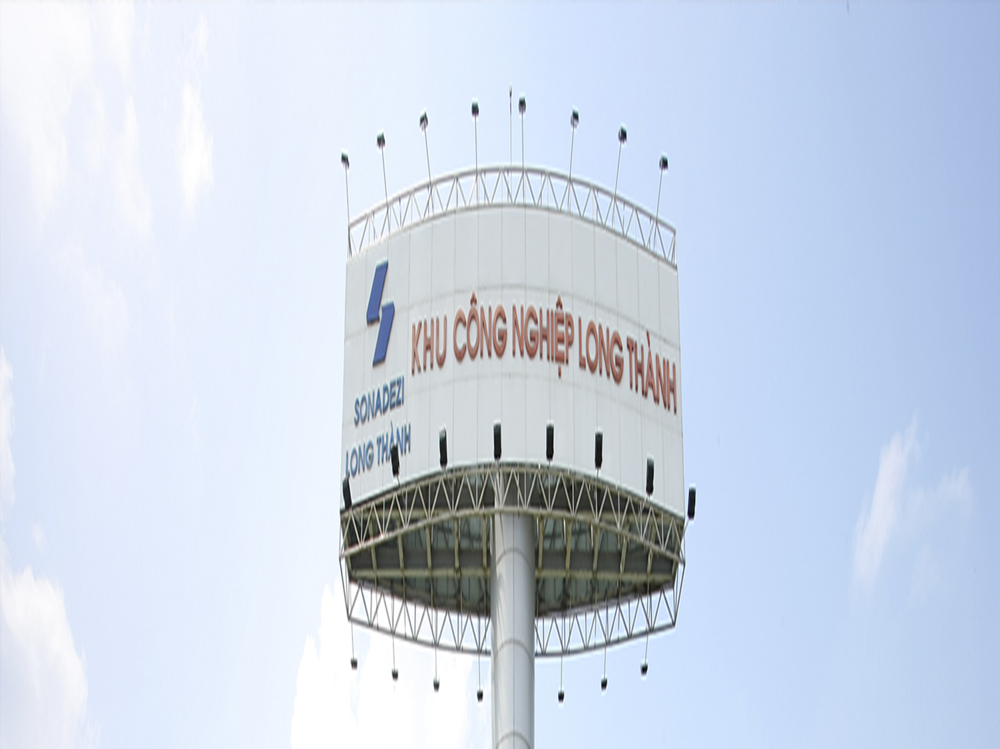 KHU CÔNG NGHIỆP LONG THÀNH
SONADEZI
LONG THÀNH